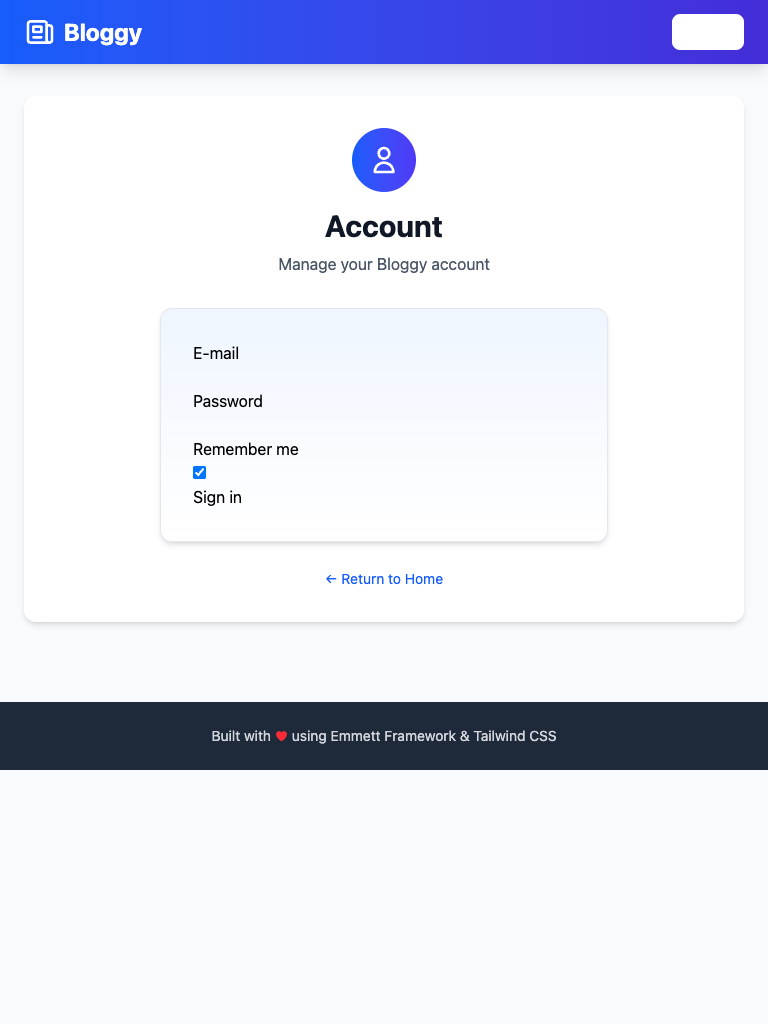 Bloggy
Account
Manage your Bloggy account
E-mail
Password
Remember me
Sign in
← Return to Home
Built with ❤ using Emmett Framework & Tailwind CSS